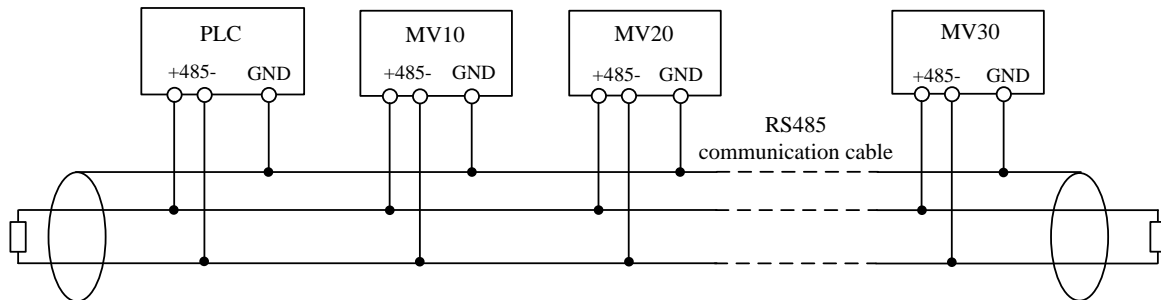 PLC
+485-
GND
MV10
+485-
GND
MV20
+485-
GND
MV30
+485-
GND
RS485
communication cable